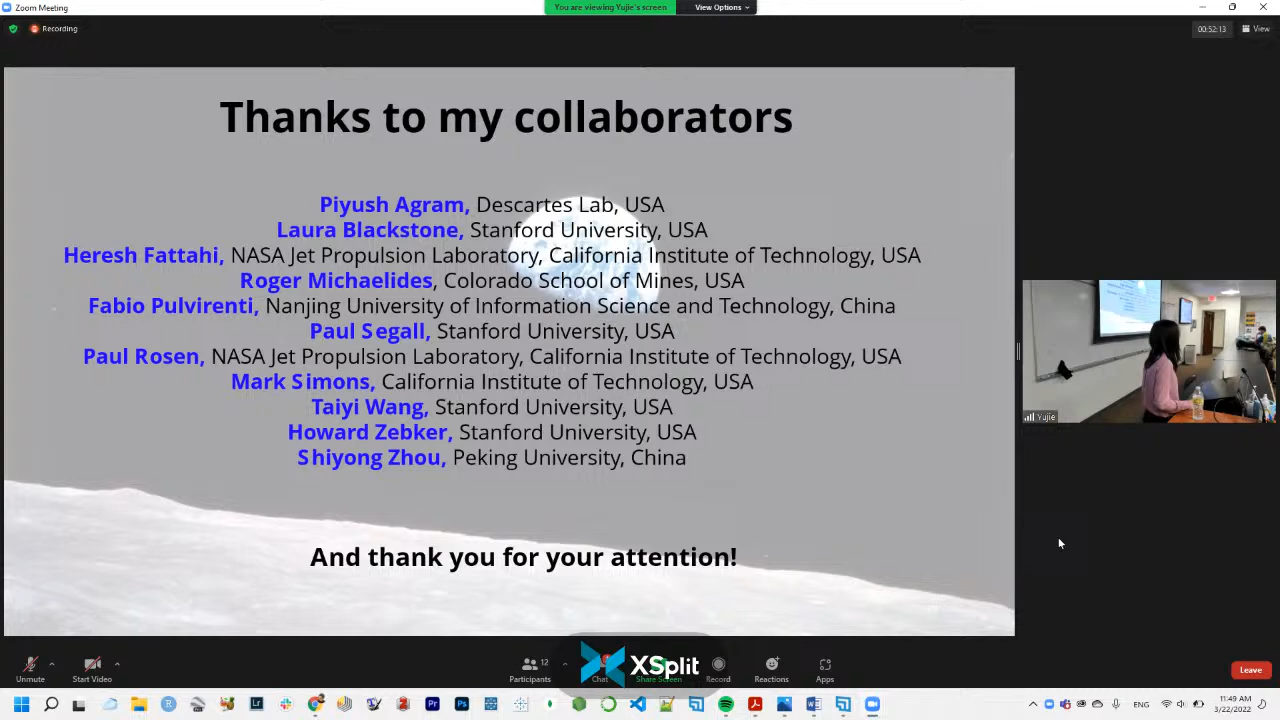 Zoom Meeting
You are viewing Yujie's screen
View Options
Recording
00:52:13
View
Thanks to my collaborators
Piyush Agram, Descartes Lab, USA
Laura Blackstone, Stanford University, USA
Heresh Fattahi, NASA Jet Propulsion Laboratory, California Institute of Technology, USA
Roger Michaelides, Colorado School of Mines, USA
Fabio Pulvirenti, Nanjing University of Information Science and Technology, China
Paul Segall, Stanford University, USA
Paul Rosen, NASA Jet Propulsion Laboratory, California Institute of Technology, USA
Mark Simons, California Institute of Technology, USA
Taiyi Wang, Stanford University, USA
Howard Zebker, Stanford University, USA
Shiyong Zhou, Peking University, China
And thank you for your attention!
Yujie
Unmute
Start Video
12
Participants
Chat
Share Screen
Record
Reactions
Apps
Leave
XSplit
ENG
11:49 AM
3/22/2022